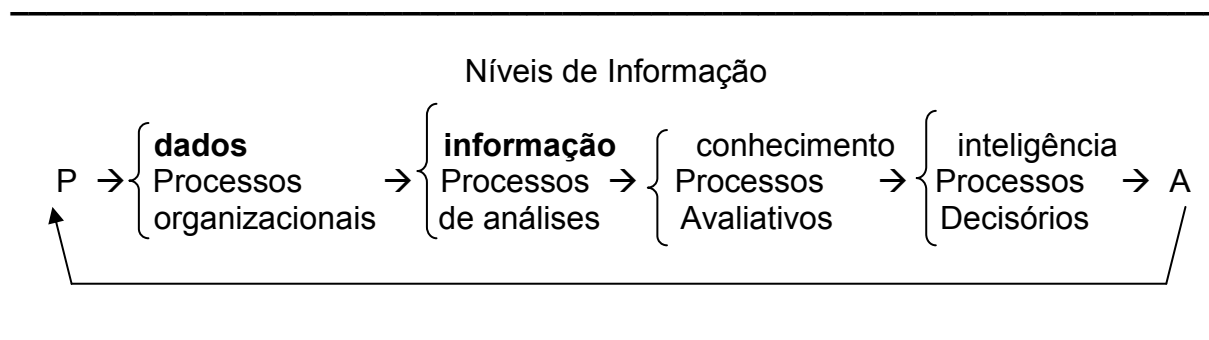 Níveis de Informação
dados informação conhecimento inteligência
P → Processos → Processos → Processos → Processos → A
organizacionais de análises Avaliativos Decisórios